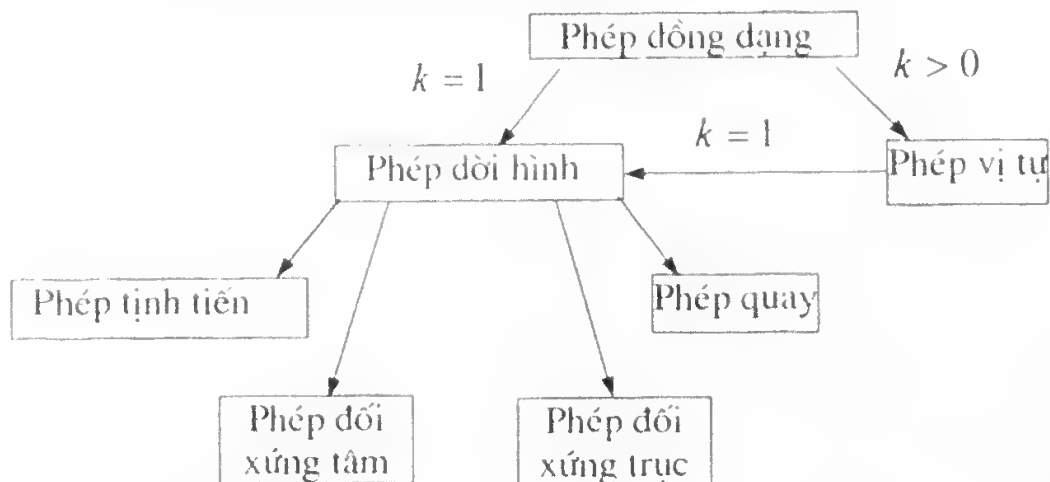 Phép đồng dạng
k = 1
k > 0
k = 1
Phép dời hình
Phép vị tự
Phép tịnh tiến
Phép quay
Phép đối
xứng tâm
Phép đối
xứng trục